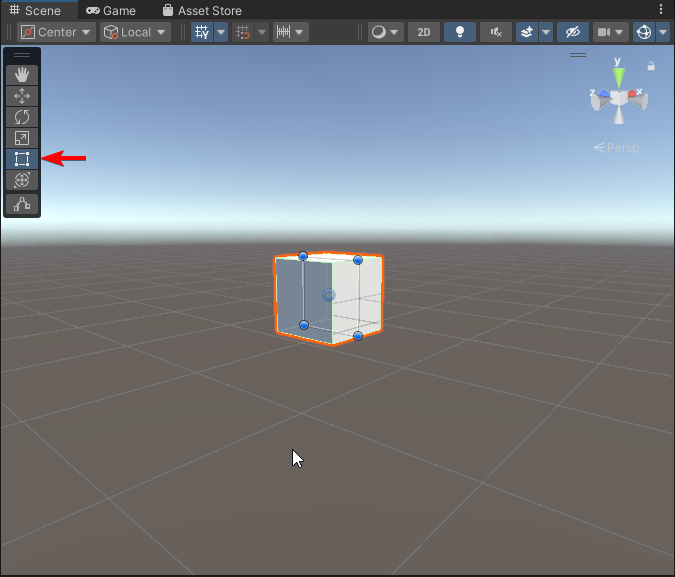 Scene Game Asset Store
Center Local 2D
y
z x
Persp